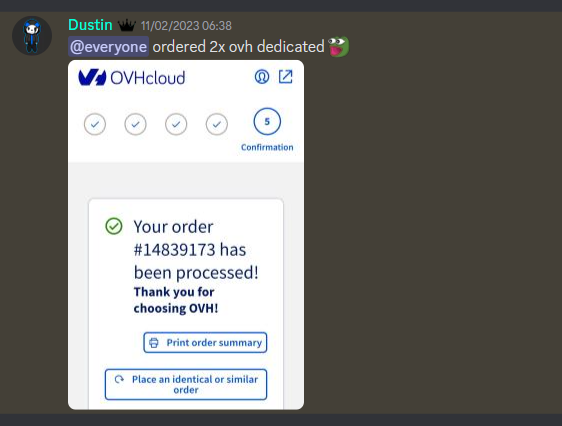 Dustin 11/02/2023 06:38
@everyone ordered 2x ovh dedicated
OVHcloud
5
Confirmation
Your order
#14839173 has
been processed!
Thank you for
choosing OVH!
Print order summary
Place an identical or similar
order